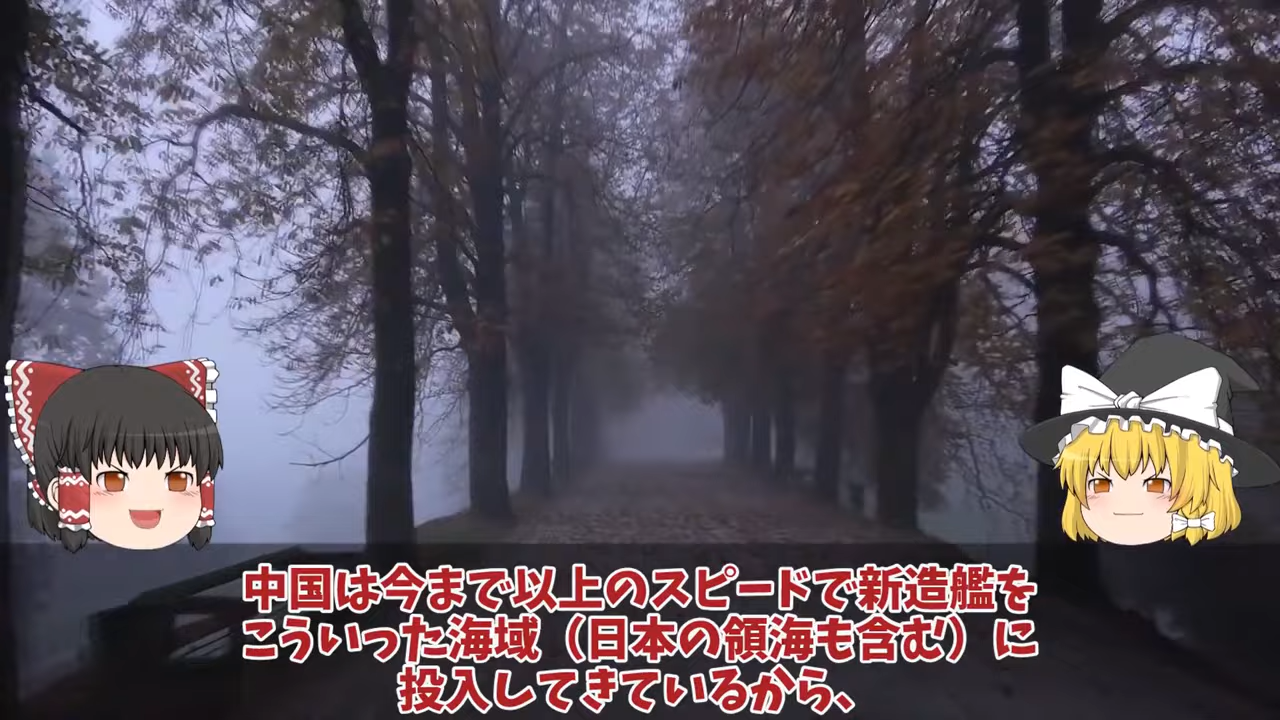 中国は今まで以上のスピードで新造艦を
こういった海域（日本の領海も含む）に
投入してきているから、